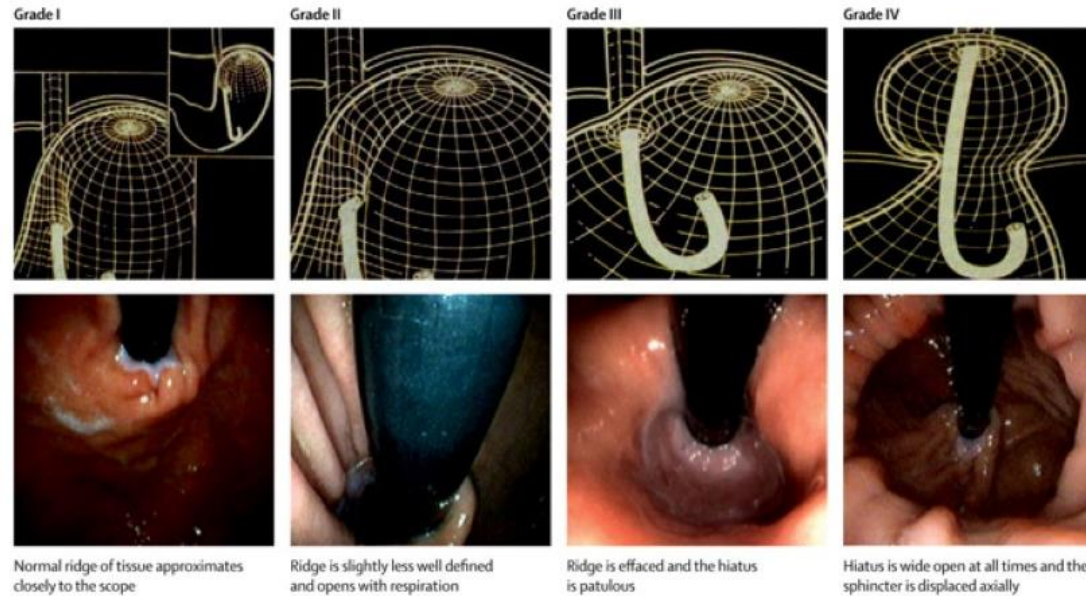 Grade I
Grade II
Grade III
Grade IV
Normal ridge of tissue approximates
closely to the scope
Ridge is slightly less well defined
and opens with respiration
Ridge is effaced and the hiatus
is patulous
Hiatus is wide open at all times and the
sphincter is displaced axially